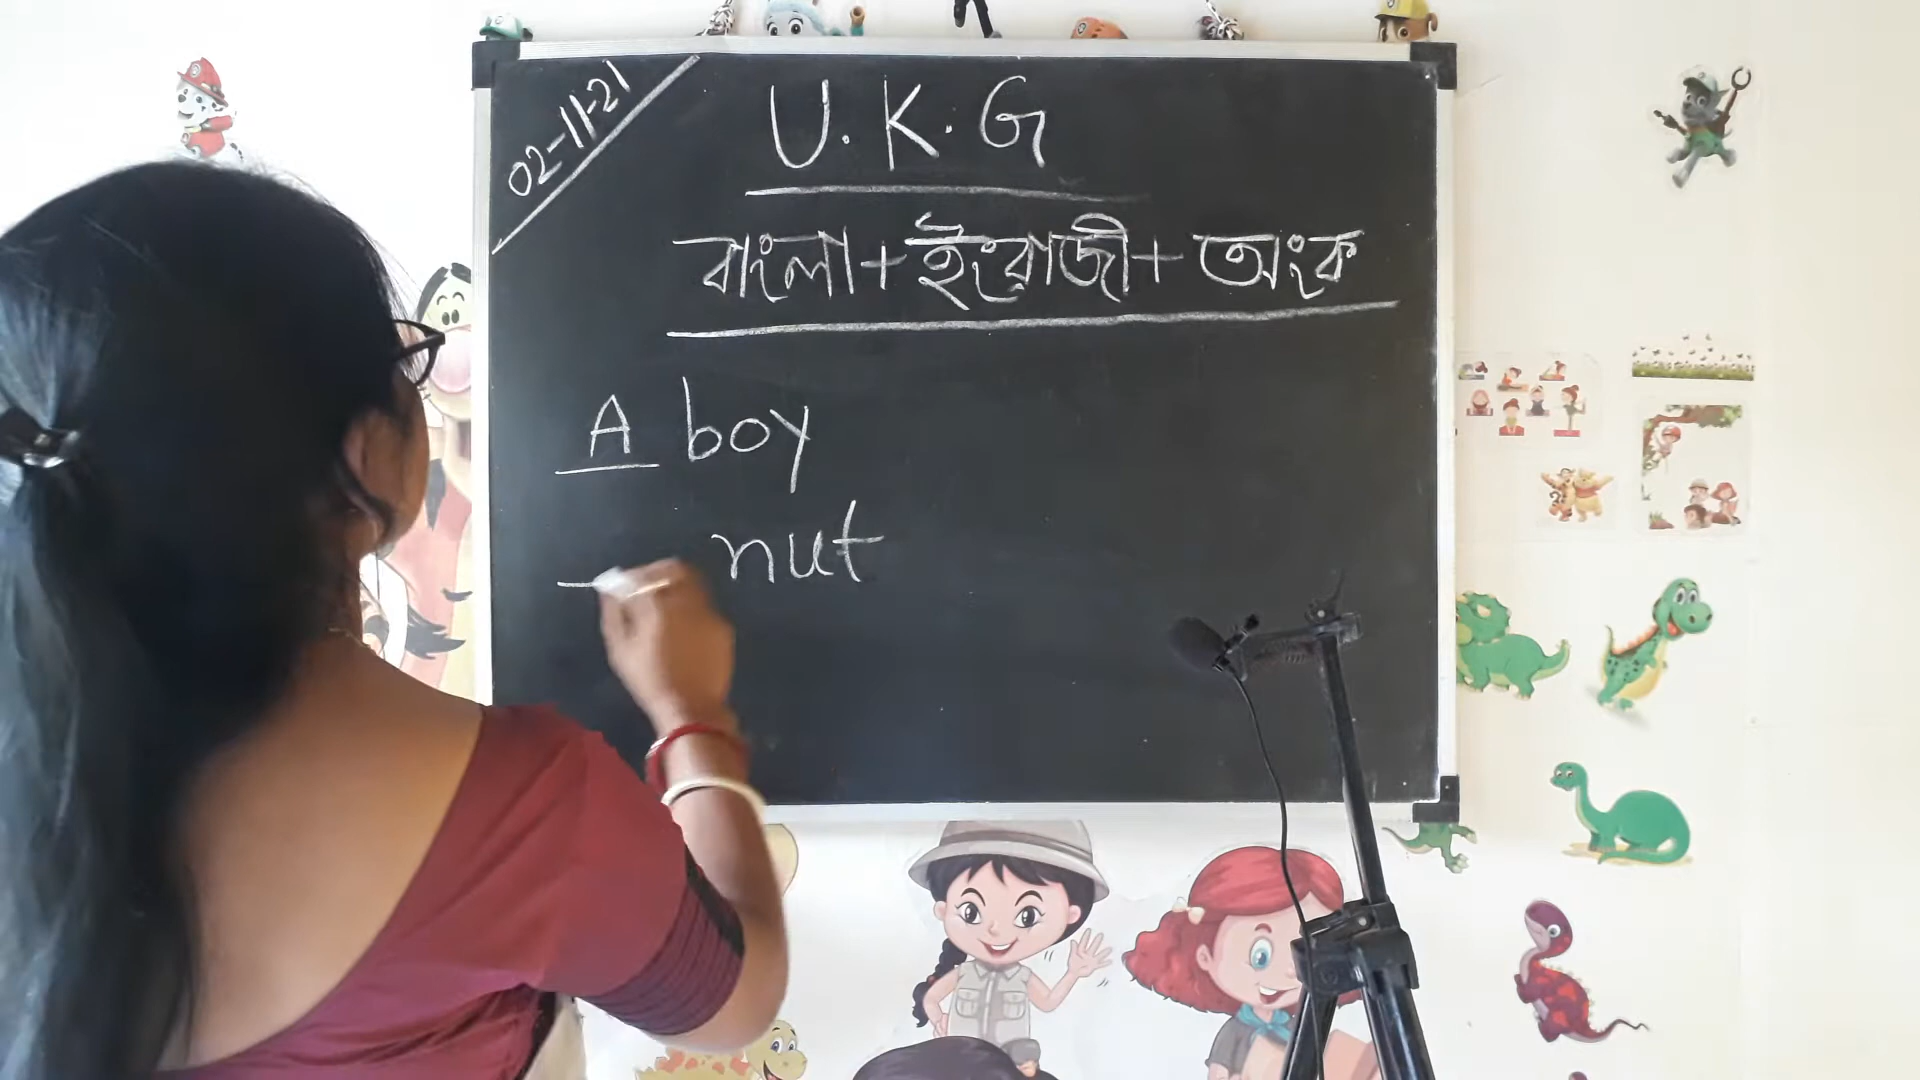 02-11-21
U. K. G
বাংলা + ইংরাজী + অংক
A boy
nut